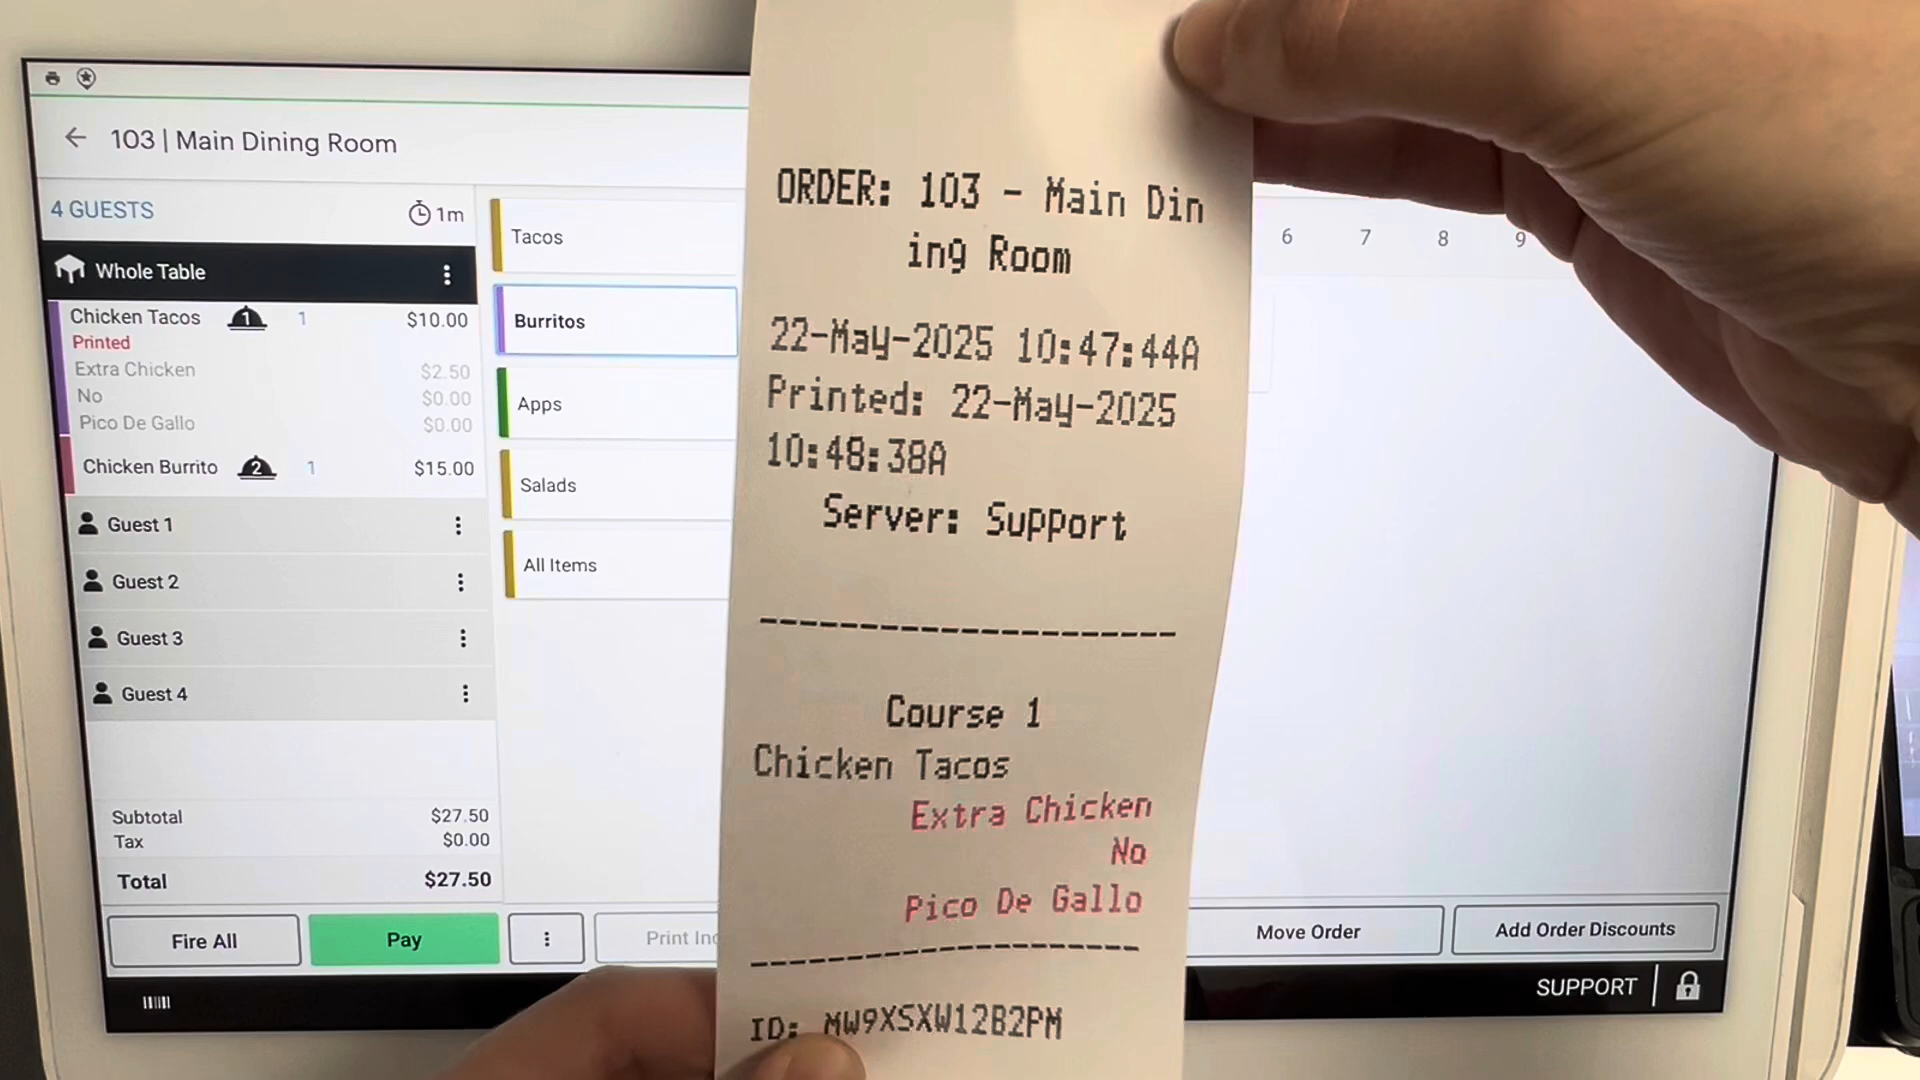 103 | Main Dining Room
4 GUESTS
1m
Whole Table
Chicken Tacos 1 1 $10.00
Printed
Extra Chicken $2.50
No $0.00
Pico De Gallo $0.00
Chicken Burrito 2 1 $15.00
Guest 1
Guest 2
Guest 3
Guest 4
Subtotal $27.50
Tax $0.00
Total $27.50
Fire All
Pay
Tacos
Burritos
Apps
Salads
All Items
Print
ORDER: 103 - Main Din
ing Room
22-May-2025 10:47:44A
Printed: 22-May-2025
10:48:38A
Server: Support
Course 1
Chicken Tacos
Extra Chicken
No
Pico De Gallo
ID: MW9XSXW12B2PM
6 7 8 9
Move Order
Add Order Discounts
SUPPORT